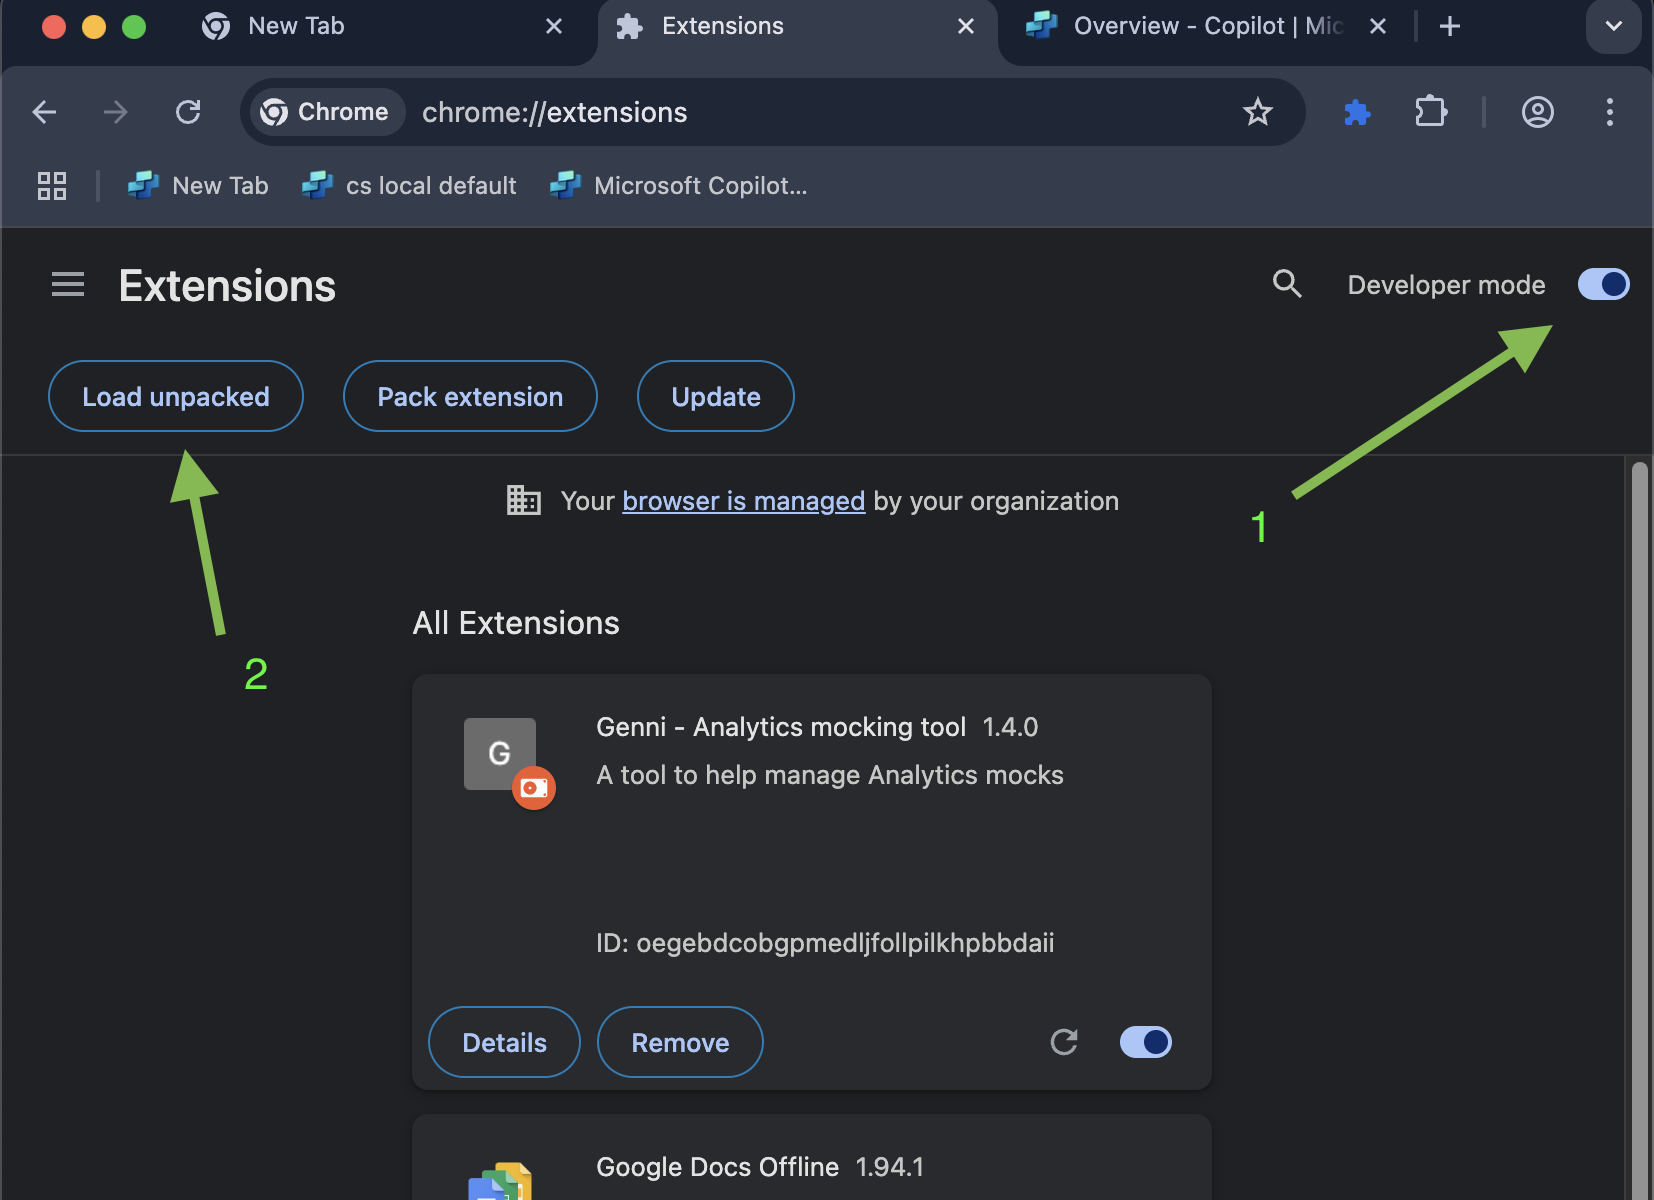 New Tab
Extensions
Overview - Copilot | Mic
Chrome
chrome://extensions
New Tab
cs local default
Microsoft Copilot...
Extensions
Developer mode
Load unpacked
Pack extension
Update
Your browser is managed by your organization
1
All Extensions
2
Genni - Analytics mocking tool 1.4.0
G
A tool to help manage Analytics mocks
ID: oegebdcobgpmedljfollpilkhpbbdaii
Details
Remove
Google Docs Offline 1.94.1